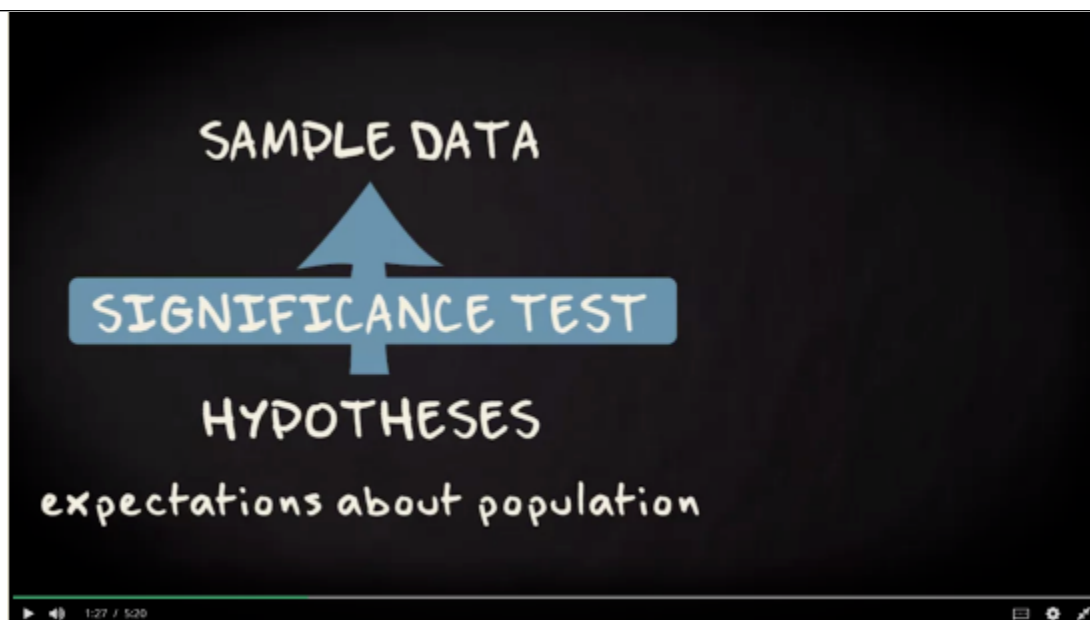 SAMPLE DATA
SIGNIFICANCE TEST
HYPOTHESES
expectations about population
1:27 / 5:20